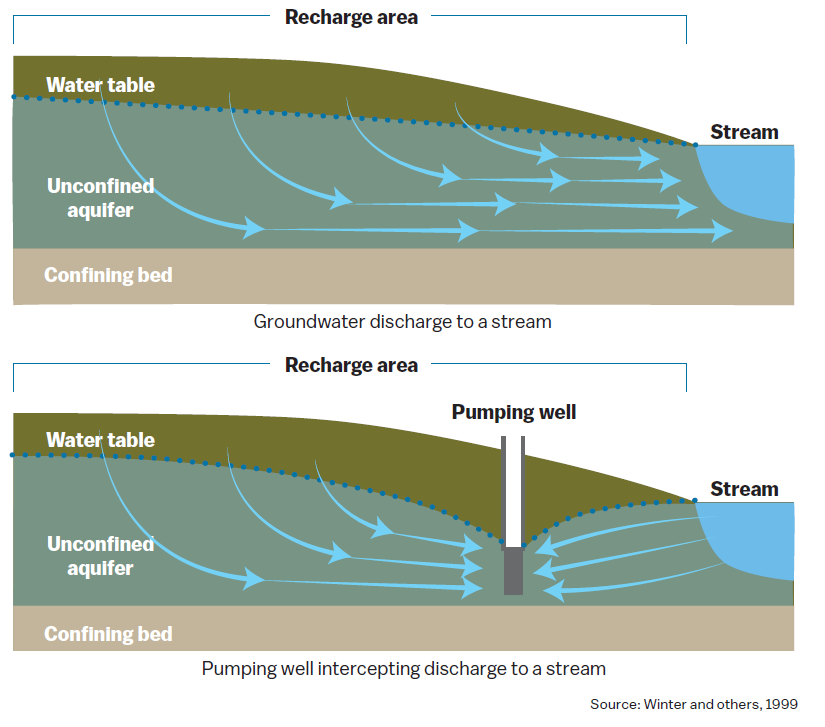 Recharge area
Water table
Stream
Unconfined
aquifer
Confining bed
Groundwater discharge to a stream
Recharge area
Pumping well
Water table
Stream
Unconfined
aquifer
Confining bed
Pumping well intercepting discharge to a stream
Source: Winter and others, 1999